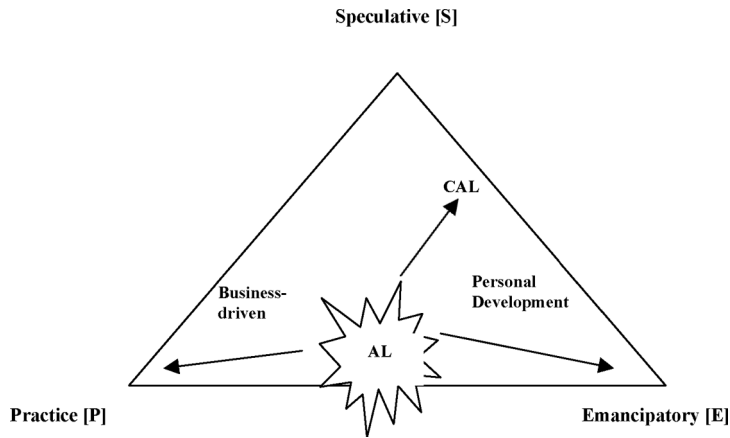 Speculative [S]
CAL
Business-
driven
Personal
Development
AL
Practice [P]
Emancipatory [E]